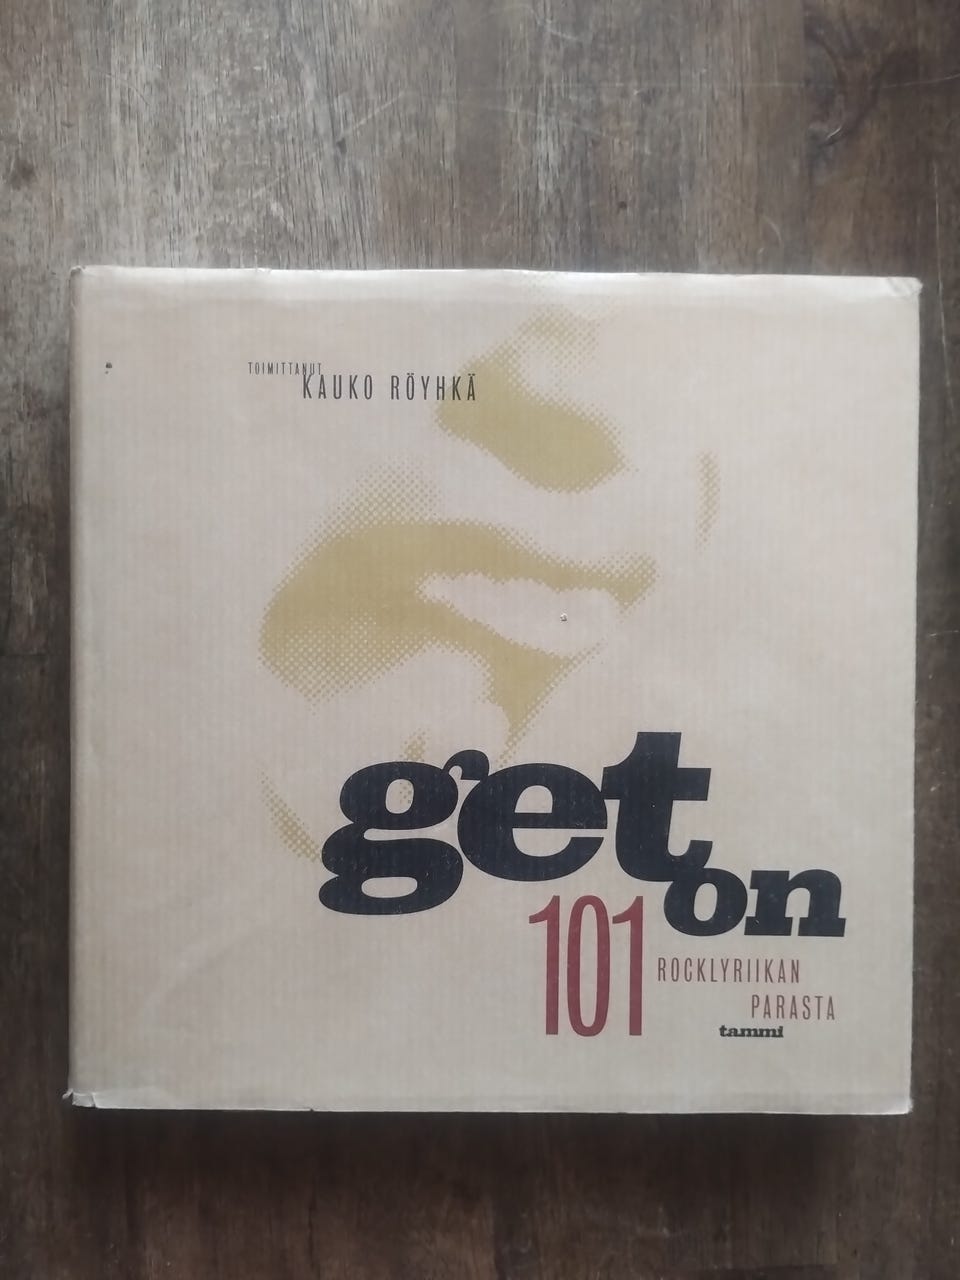 TOIMITTANUT
KAUKO RÖYHKÄ
get
on
101
ROCKLYRIIKAN
PARASTA
tammi